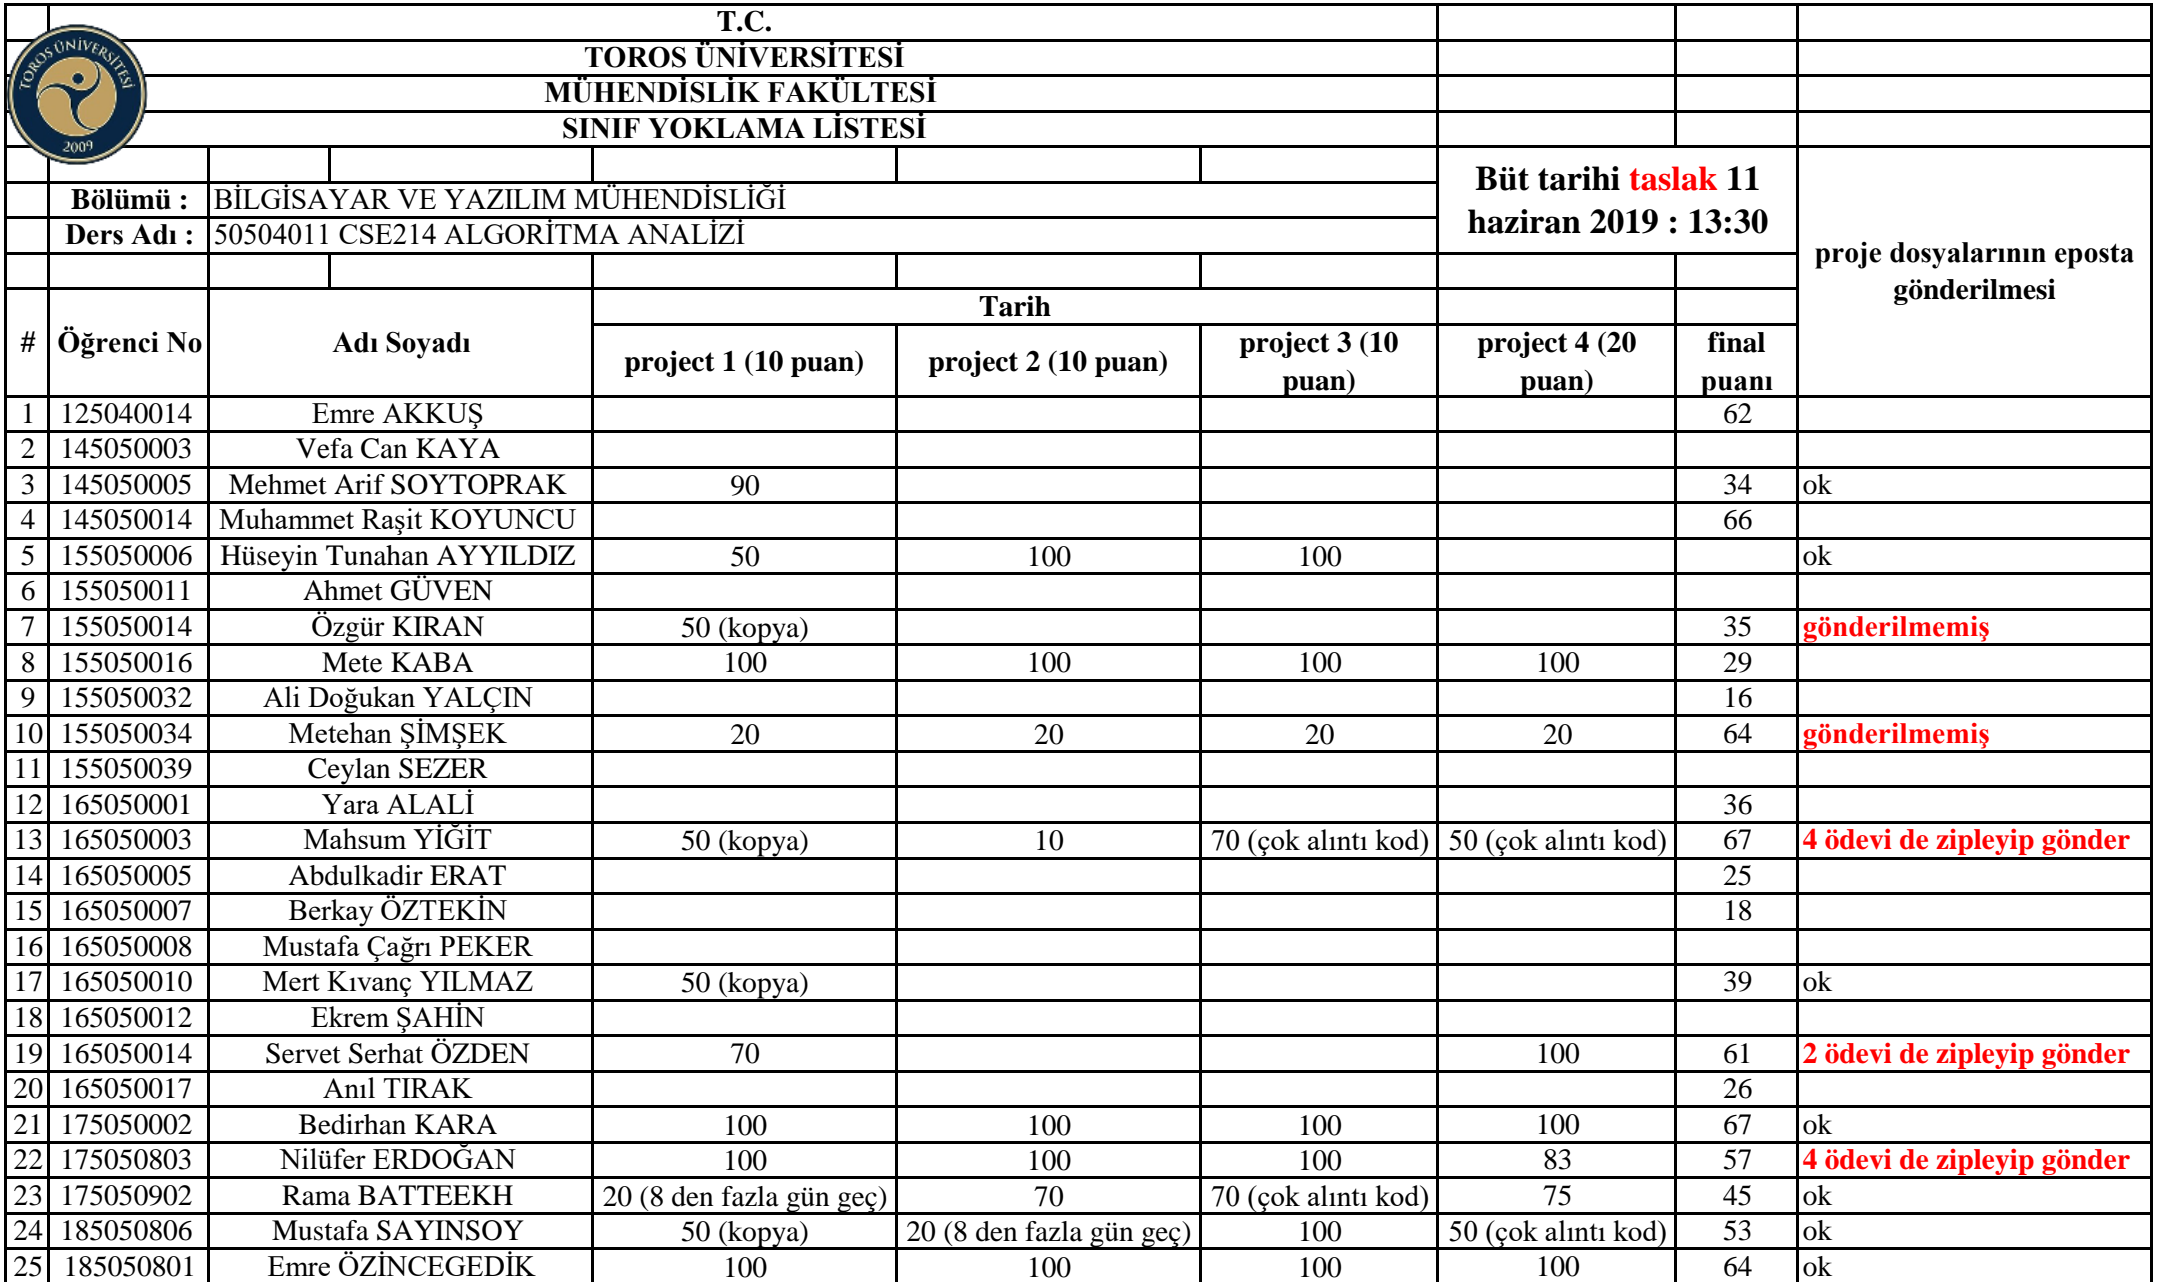 T.C.
TOROS ÜNİVERSİTESİ
MÜHENDİSLİK FAKÜLTESİ
SINIF YOKLAMA LİSTESİ
TOROS ÜNİVERSİTESİ
2009
Büt tarihi taslak 11
haziran 2019 : 13:30
Bölümü : BİLGİSAYAR VE YAZILIM MÜHENDİSLİĞİ
Ders Adı : 50504011 CSE214 ALGORİTMA ANALİZİ
proje dosyalarının eposta
gönderilmesi
Tarih
# Öğrenci No Adı Soyadı
project 1 (10 puan)
project 2 (10 puan)
project 3 (10
puan)
project 4 (20
puan)
final
puanı
1 125040014 Emre AKKUŞ 62
2 145050003 Vefa Can KAYA
3 145050005 Mehmet Arif SOYTOPRAK 90 34 ok
4 145050014 Muhammet Raşit KOYUNCU 66
5 155050006 Hüseyin Tunahan AYYILDIZ 50 100 100 ok
6 155050011 Ahmet GÜVEN
7 155050014 Özgür KIRAN 50 (kopya) 35 gönderilmemiş
8 155050016 Mete KABA 100 100 100 100 29
9 155050032 Ali Doğukan YALÇIN 16
10 155050034 Metehan ŞİMŞEK 20 20 20 20 64 gönderilmemiş
11 155050039 Ceylan SEZER
12 165050001 Yara ALALİ 36
13 165050003 Mahsum YİĞİT 50 (kopya) 10 70 (çok alıntı kod) 50 (çok alıntı kod) 67 4 ödevi de zipleyip gönder
14 165050005 Abdulkadir ERAT 25
15 165050007 Berkay ÖZTEKİN 18
16 165050008 Mustafa Çağrı PEKER
17 165050010 Mert Kıvanç YILMAZ 50 (kopya) 39 ok
18 165050012 Ekrem ŞAHİN
19 165050014 Servet Serhat ÖZDEN 70 100 61 2 ödevi de zipleyip gönder
20 165050017 Anıl TIRAK 26
21 175050002 Bedirhan KARA 100 100 100 100 67 ok
22 175050803 Nilüfer ERDOĞAN 100 100 100 83 57 4 ödevi de zipleyip gönder
23 175050902 Rama BATTEEKH 20 (8 den fazla gün geç) 70 70 (çok alıntı kod) 75 45 ok
24 185050806 Mustafa SAYINSOY 50 (kopya) 20 (8 den fazla gün geç) 100 50 (çok alıntı kod) 53 ok
25 185050801 Emre ÖZİNCEGEDİK 100 100 100 100 64 ok